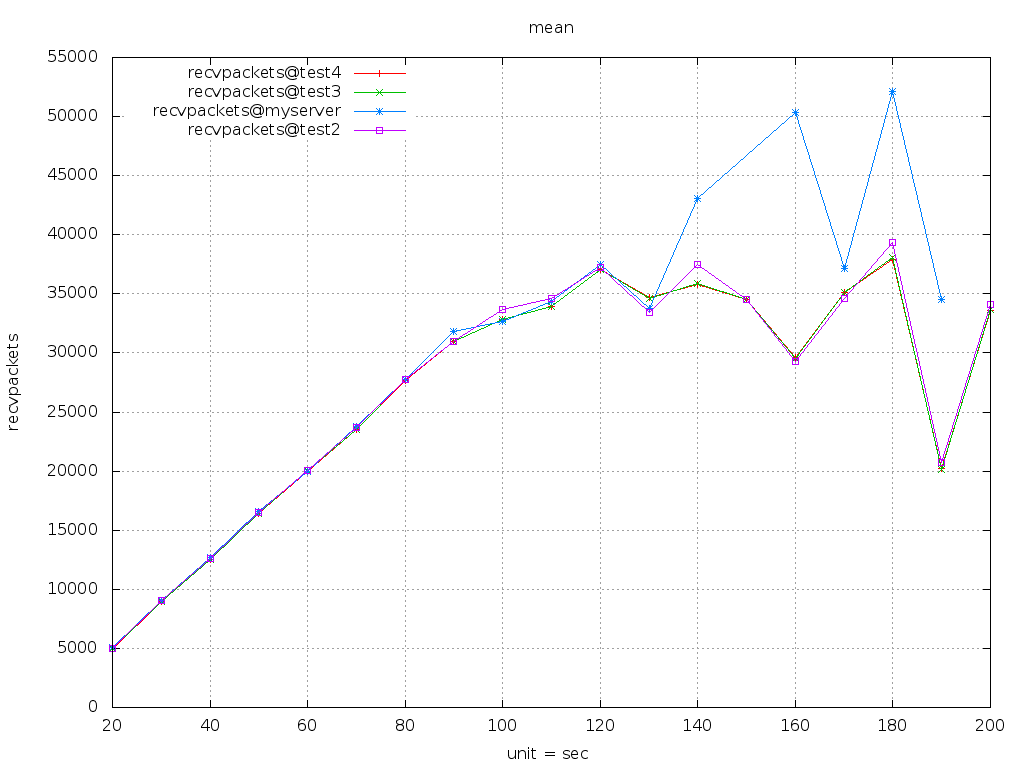 mean
55000
50000
45000
40000
35000
30000
25000
20000
15000
10000
5000
0
recvpackets@test4
recvpackets@test3
recvpackets@myserver
recvpackets@test2
recvpackets
20 40 60 80 100 120 140 160 180 200
unit = sec